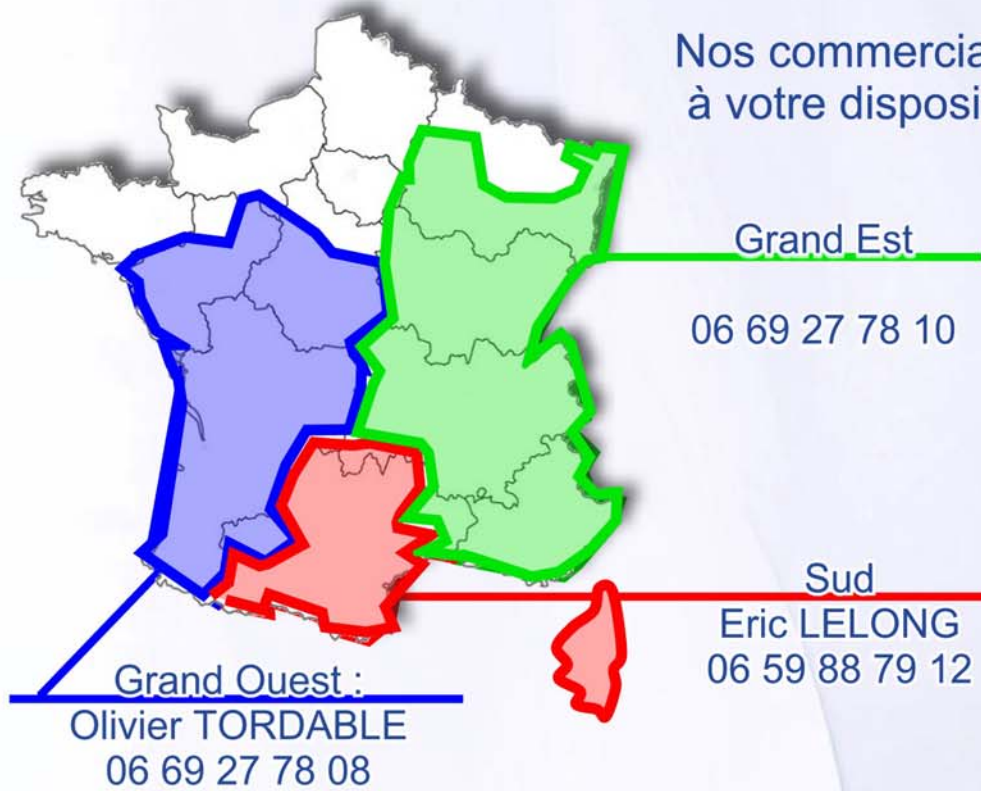 Nos commercia
à votre disposi
Grand Est
06 69 27 78 10
Sud
Eric LELONG
06 59 88 79 12
Grand Ouest :
Olivier TORDABLE
06 69 27 78 08